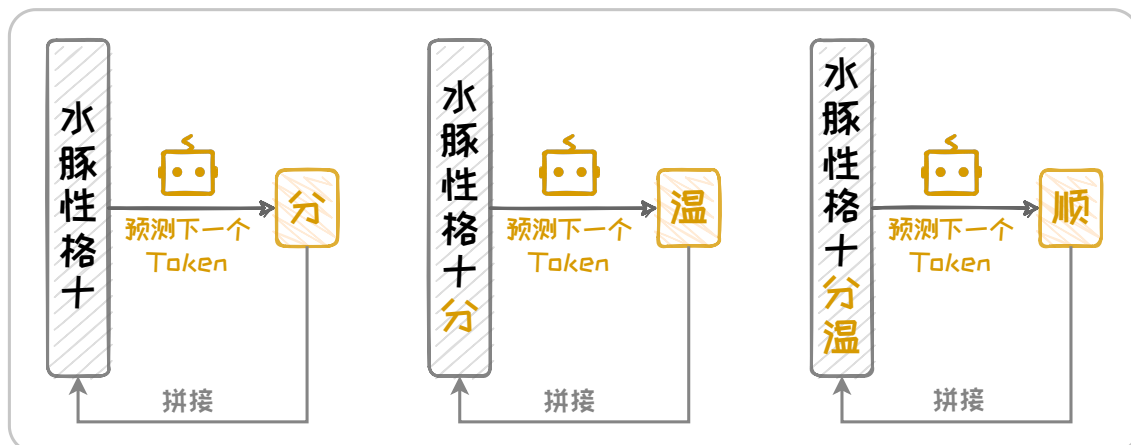 水豚性格十
预测下一个
Token
分
拼接
水豚性格十分
预测下一个
Token
温
拼接
水豚性格十分温
预测下一个
Token
顺
拼接